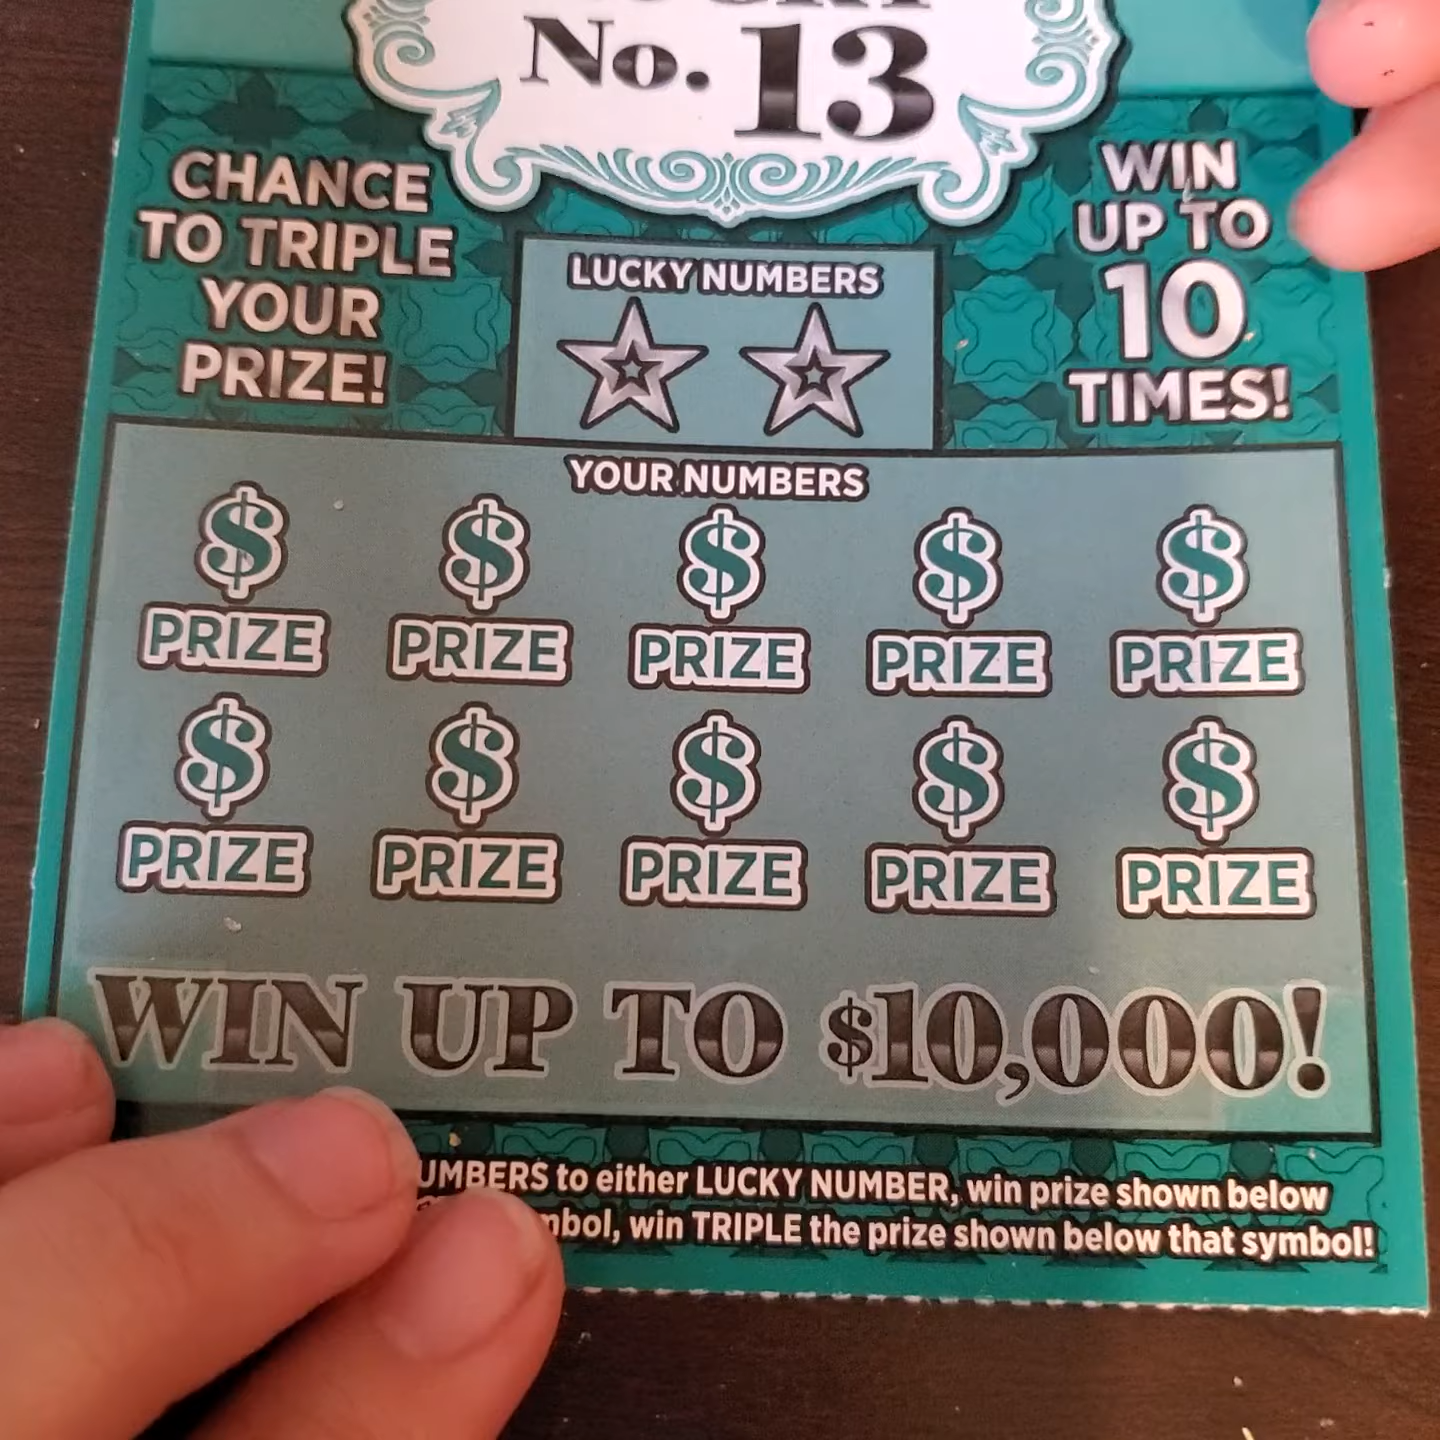 No. 13
CHANCE
TO TRIPLE
YOUR
PRIZE!
WIN
UP TO
10
TIMES!
LUCKY NUMBERS
YOUR NUMBERS
$ $ $ $ $
PRIZE PRIZE PRIZE PRIZE PRIZE
$ $ $ $ $
PRIZE PRIZE PRIZE PRIZE PRIZE
WIN UP TO $10,000!
UMBERS to either LUCKY NUMBER, win prize shown below
mbol, win TRIPLE the prize shown below that symbol!